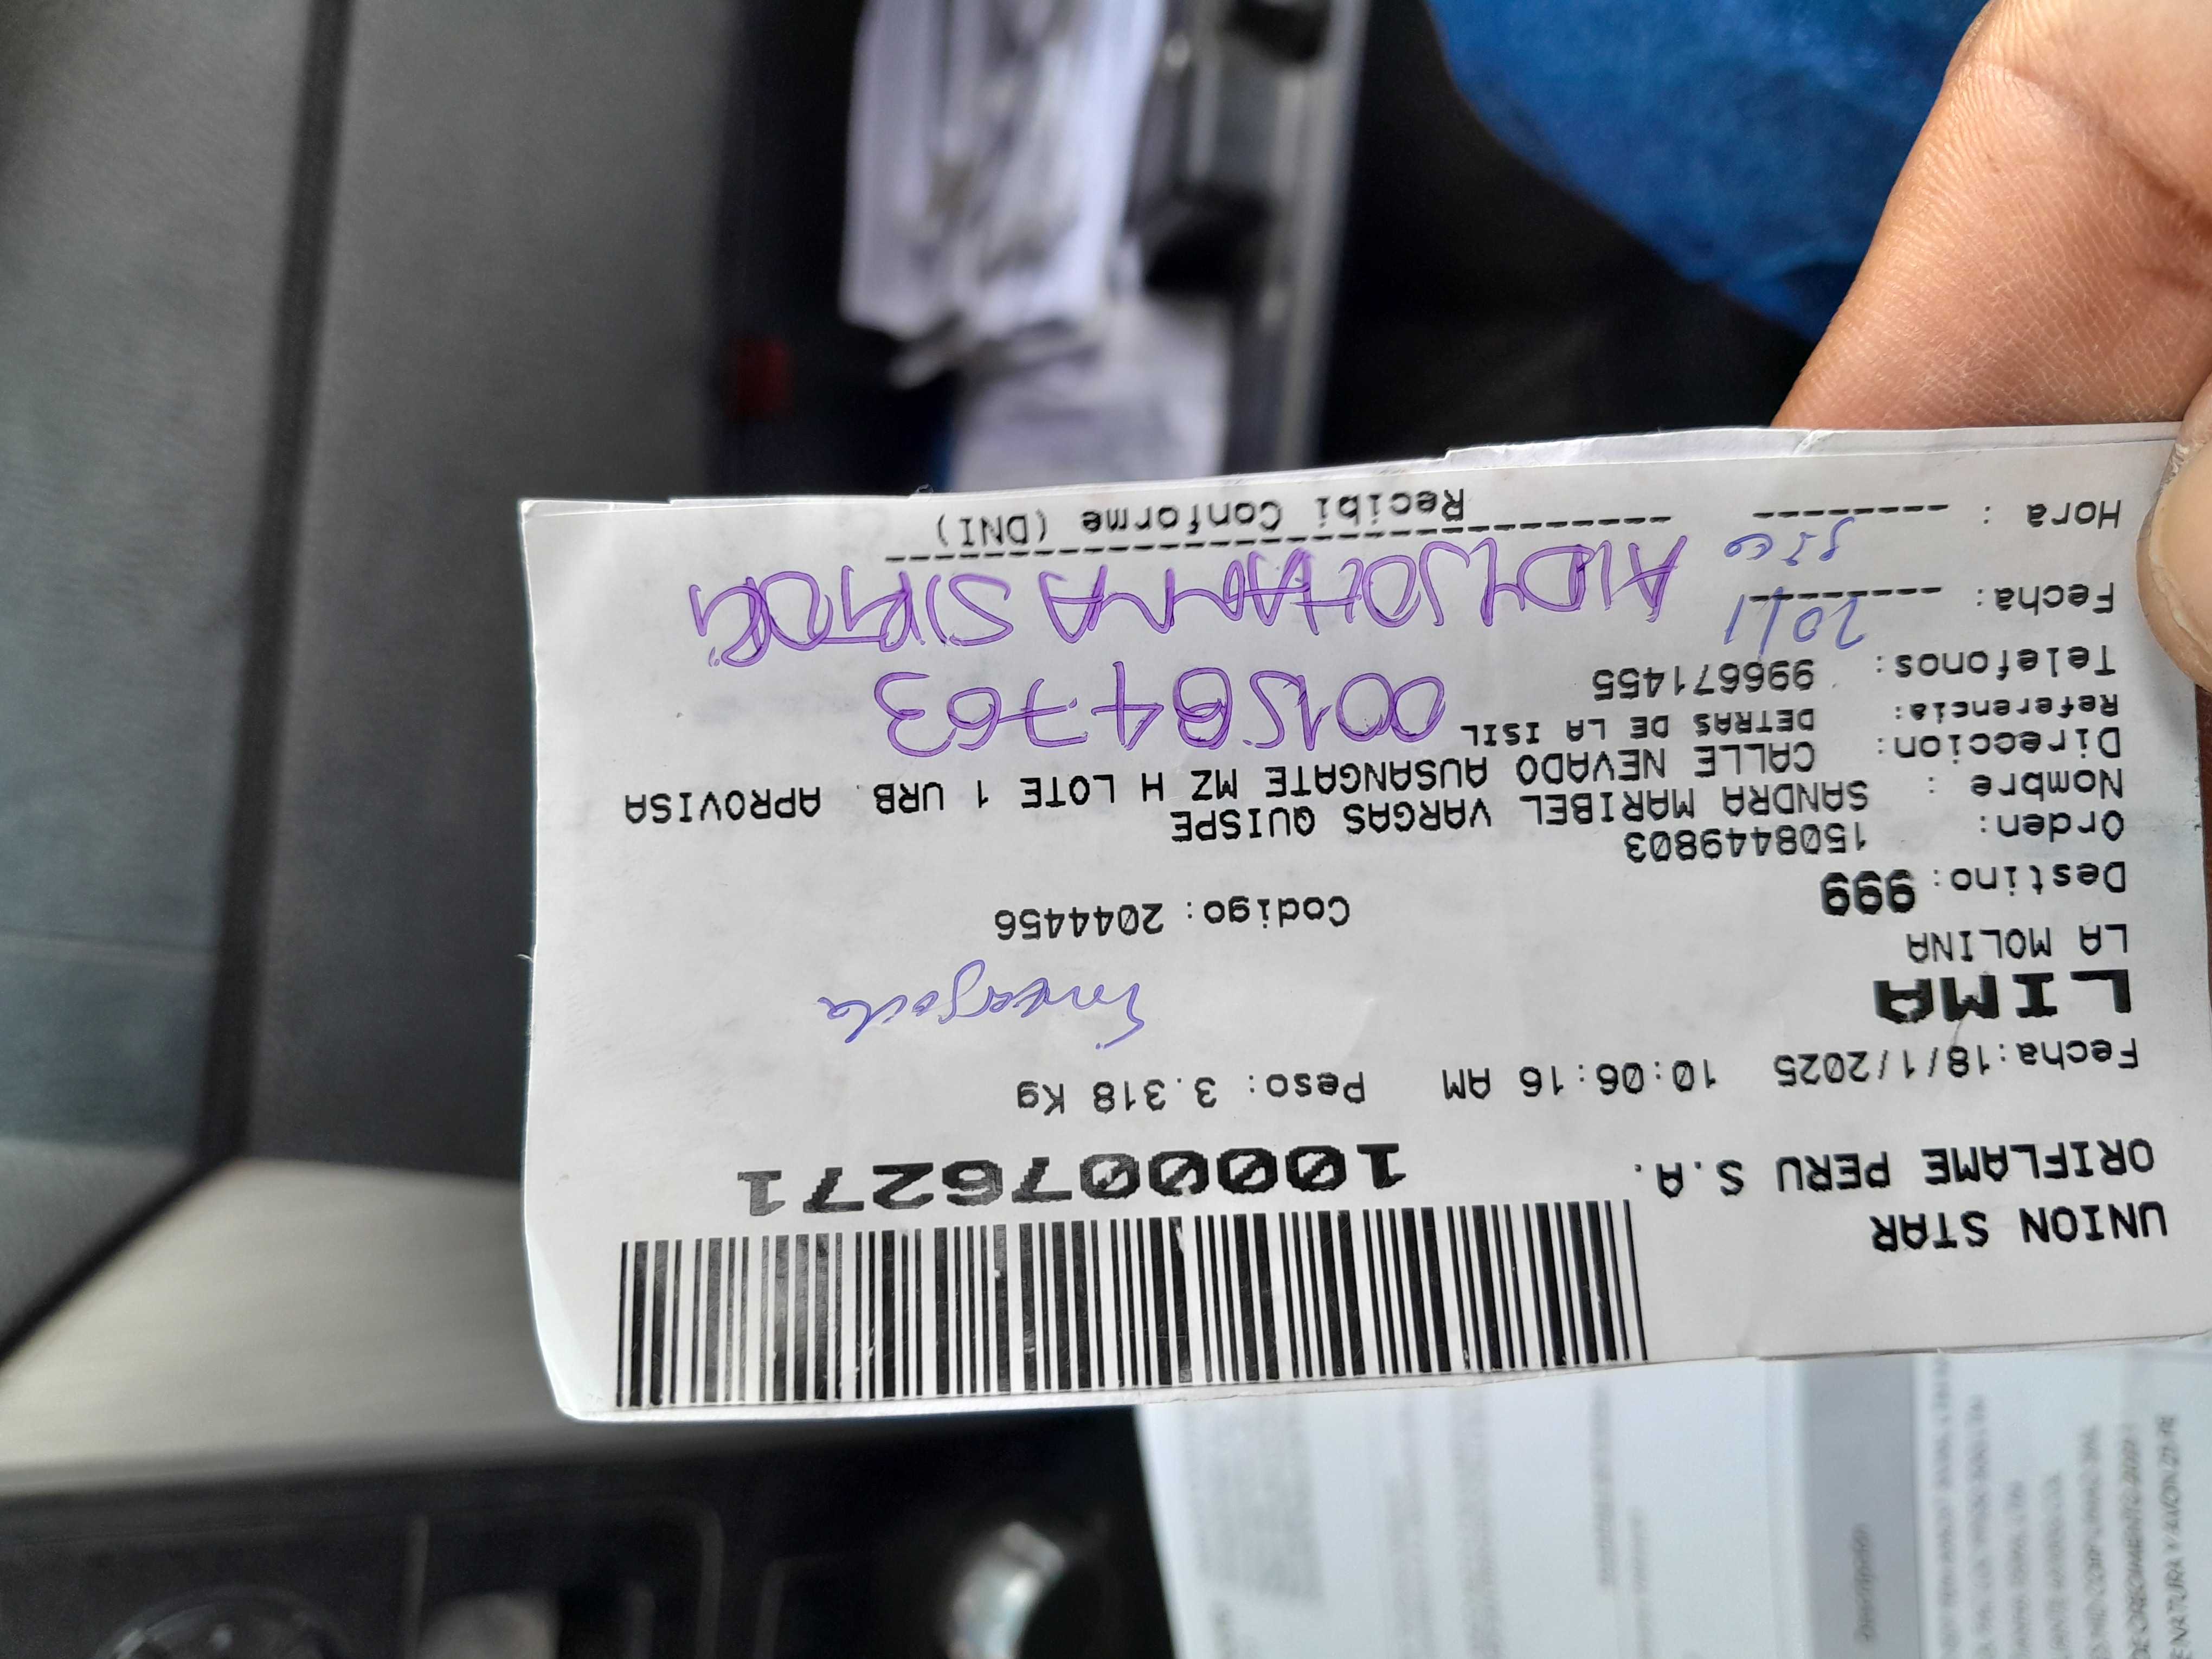 UNION STAR
ORIFLAME PERU S.A.
1000076271
Fecha:18/1/2025 10:06:16 AM Peso: 3.318 Kg
LIMA
LA MOLINA
Destino: 999 Codigo: 2044456
Orden: 1508449803
Nombre : SANDRA MARIBEL VARGAS QUISPE
Direccion: CALLE NEVADO AUSANGATE MZ H LOTE 1 URB. APROVISA
Referencia: DETRAS DE LA ISIL
Telefonos: 996671455
001564763
Fecha: 20/1
Hora :
Recibi Conforme (DNI)